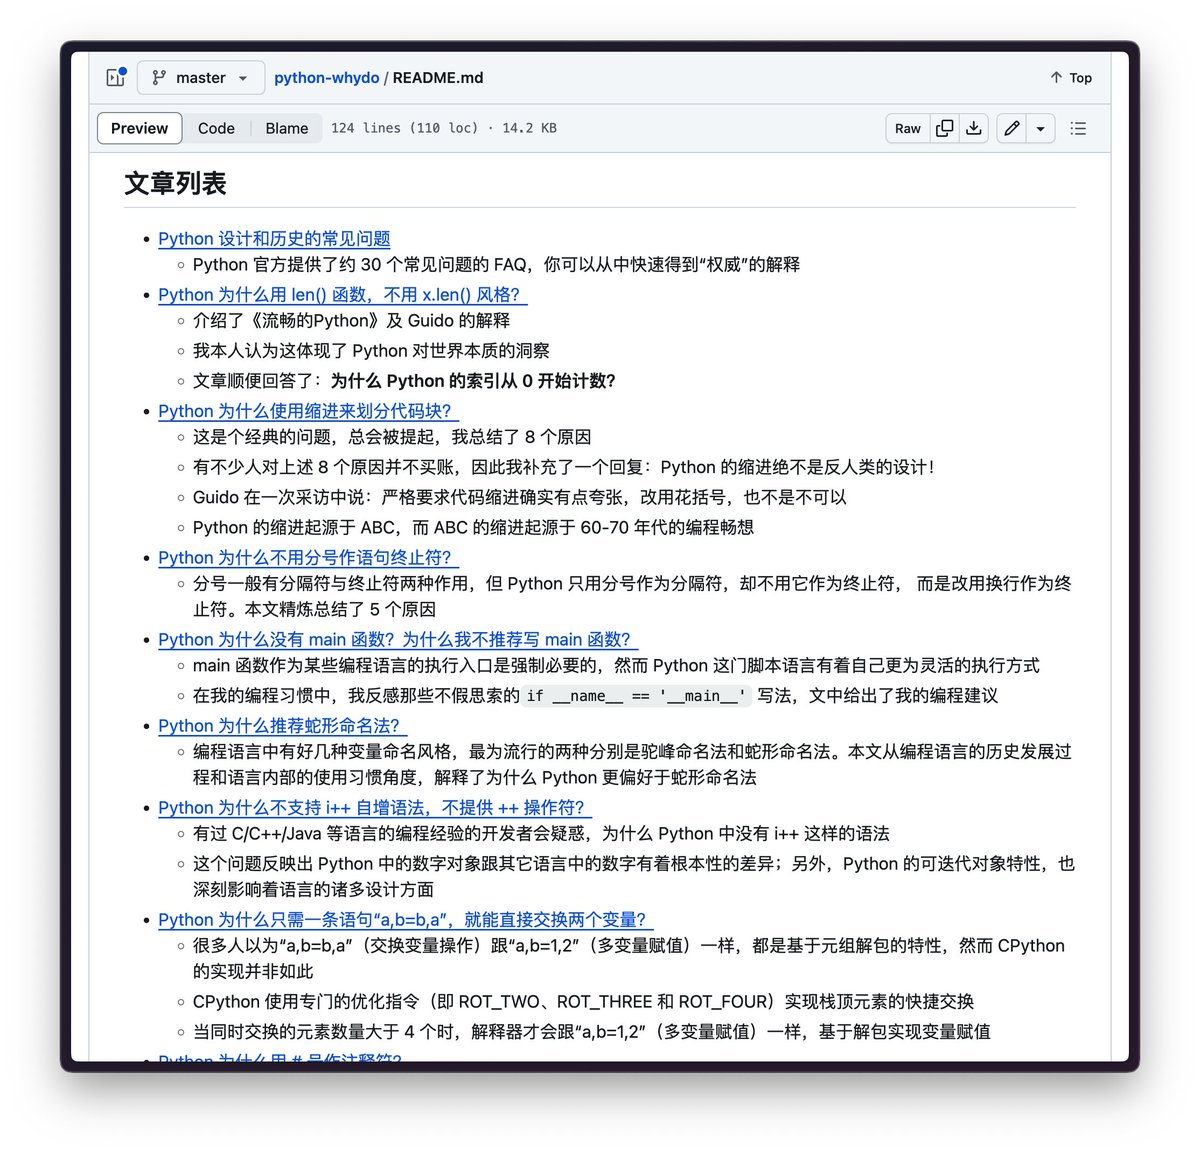 master
python-whydo / README.md
Top
Preview
Code
Blame
124 lines (110 loc) · 14.2 KB
Raw
文章列表
Python 设计和历史的常见问题
Python 官方提供了约 30 个常见问题的 FAQ，你可以从中快速得到“权威”的解释
Python 为什么用 len() 函数，不用 x.len() 风格？
介绍了《流畅的Python》及 Guido 的解释
我本人认为这体现了 Python 对世界本质的洞察
文章顺便回答了：为什么 Python 的索引从 0 开始计数？
Python 为什么使用缩进来划分代码块？
这是个经典的问题，总会被提起，我总结了 8 个原因
有不少人对上述 8 个原因并不买账，因此我补充了一个回复：Python 的缩进绝不是反人类的设计！
Guido 在一次采访中说：严格要求代码缩进确实有点夸张，改用花括号，也不是不可以
Python 的缩进起源于 ABC，而 ABC 的缩进起源于 60-70 年代的编程畅想
Python 为什么不用分号作语句终止符？
分号一般有分隔符与终止符两种作用，但 Python 只用分号作为分隔符，却不用它作为终止符， 而是改用换行作为终
止符。本文精炼总结了 5 个原因
Python 为什么没有 main 函数？为什么我不推荐写 main 函数？
main 函数作为某些编程语言的执行入口是强制必要的，然而 Python 这门脚本语言有着自己更为灵活的执行方式
在我的编程习惯中，我反感那些不假思索的 if __name__ == '__main__' 写法，文中给出了我的编程建议
Python 为什么推荐蛇形命名法？
编程语言中有好几种变量命名风格，最为流行的两种分别是驼峰命名法和蛇形命名法。本文从编程语言的历史发展过
程和语言内部的使用习惯角度，解释了为什么 Python 更偏好于蛇形命名法
Python 为什么不支持 i++ 自增语法，不提供 ++ 操作符？
有过 C/C++/Java 等语言的编程经验的开发者会疑惑，为什么 Python 中没有 i++ 这样的语法
这个问题反映出 Python 中的数字对象跟其它语言中的数字有着根本性的差异；另外，Python 的可迭代对象特性，也
深刻影响着语言的诸多设计方面
Python 为什么只需一条语句“a,b=b,a”，就能直接交换两个变量？
很多人以为“a,b=b,a”（交换变量操作）跟“a,b=1,2”（多变量赋值）一样，都是基于元组解包的特性，然而 CPython
的实现并非如此
CPython 使用专门的优化指令（即 ROT_TWO、ROT_THREE 和 ROT_FOUR）实现栈顶元素的快捷交换
当同时交换的元素数量大于 4 个时，解释器才会跟“a,b=1,2”（多变量赋值）一样，基于解包实现变量赋值
Python 为什么用 # 号作注释符？